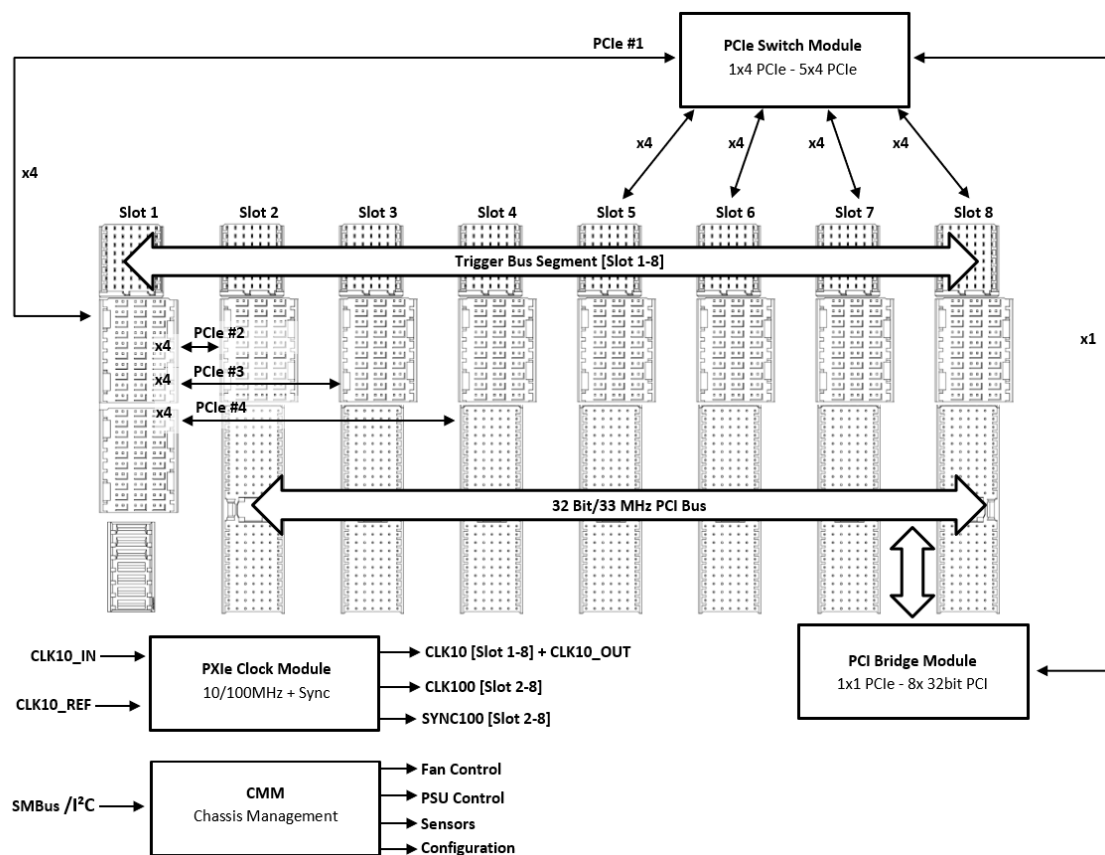 PCIe #1
PCIe Switch Module
1x4 PCIe - 5x4 PCIe
x4
x4
x4
x4
x4
Slot 1
Slot 2
Slot 3
Slot 4
Slot 5
Slot 6
Slot 7
Slot 8
Trigger Bus Segment [Slot 1-8]
PCIe #2
x4
x1
PCIe #3
x4
PCIe #4
x4
32 Bit/33 MHz PCI Bus
CLK10_IN
CLK10_REF
PXIe Clock Module
10/100MHz + Sync
CLK10 [Slot 1-8] + CLK10_OUT
CLK100 [Slot 2-8]
SYNC100 [Slot 2-8]
PCI Bridge Module
1x1 PCIe - 8x 32bit PCI
SMBus /I²C
CMM
Chassis Management
Fan Control
PSU Control
Sensors
Configuration